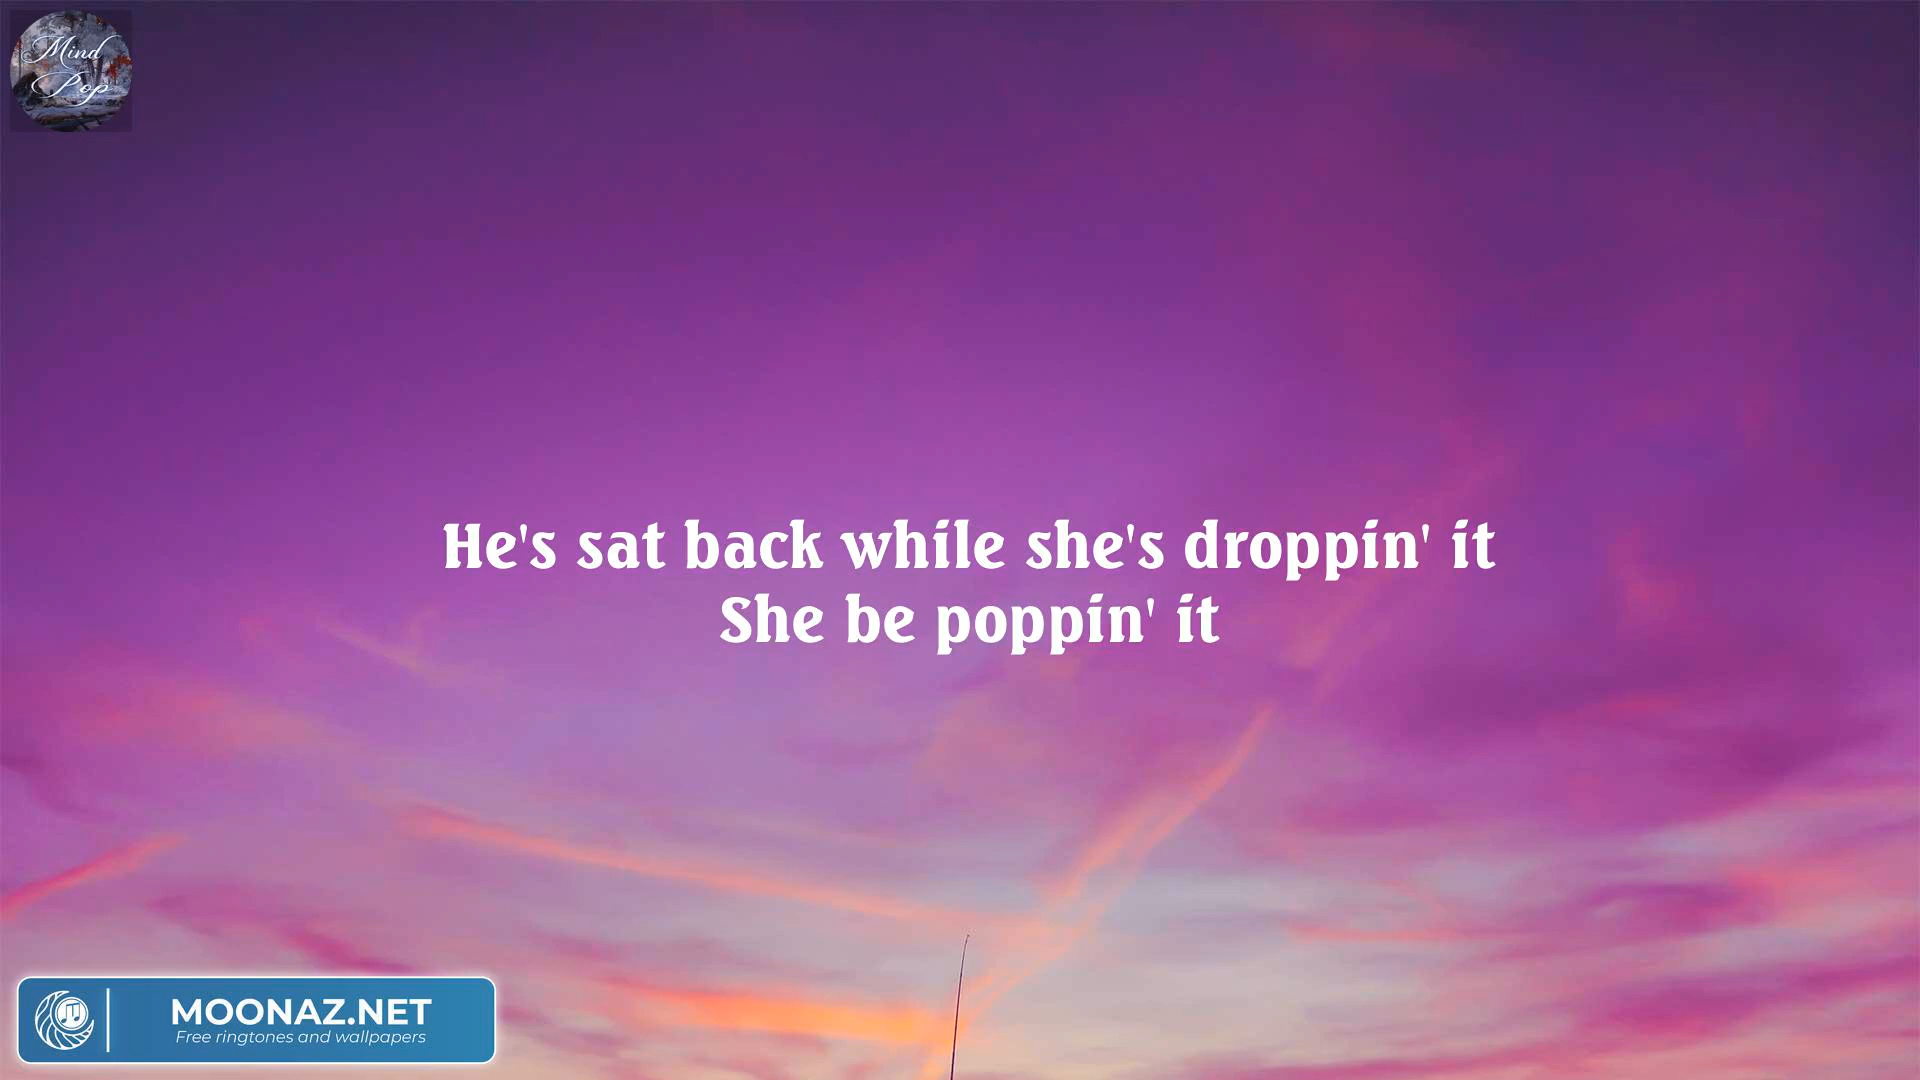 Mind
Pop
He's sat back while she's droppin' it
She be poppin' it
MOONAZ.NET
Free ringtones and wallpapers